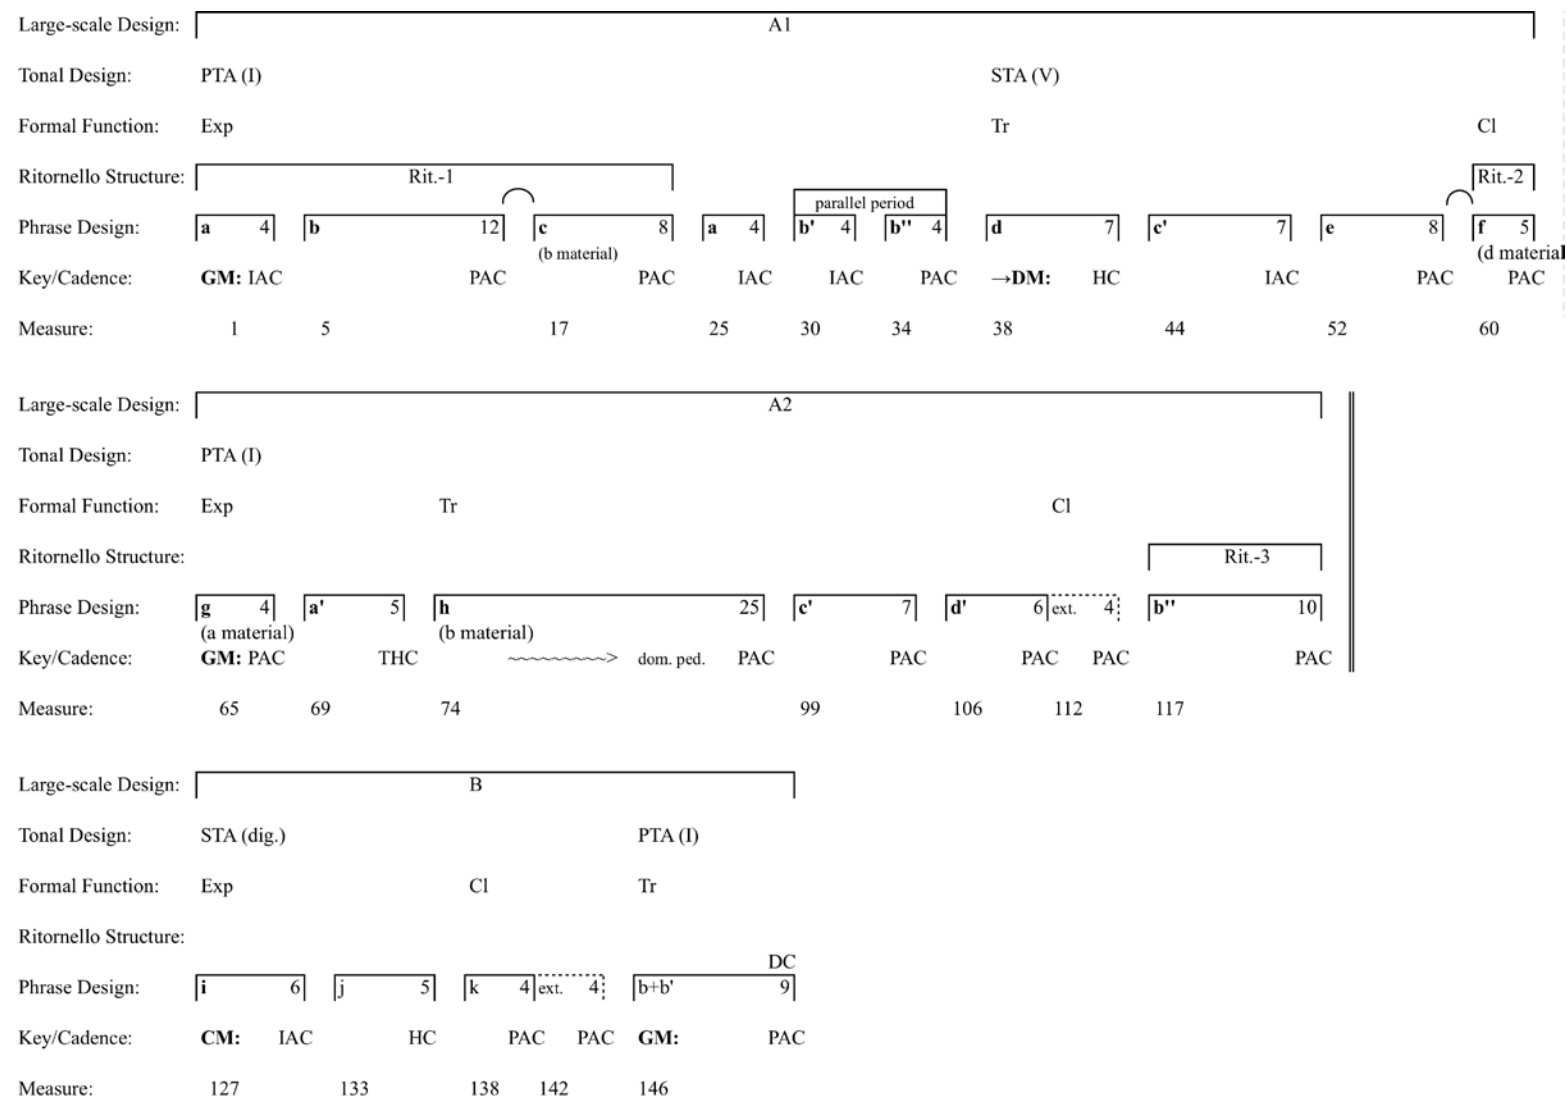 Large-scale Design: A1
Tonal Design: PTA (I) STA (V)
Formal Function: Exp Tr Cl
Ritornello Structure: Rit.-1 Rit.-2
parallel period
Phrase Design: a 4 b 12 c 8 a 4 b' 4 b'' 4 d 7 c' 7 e 8 f 5
(b material) (d material
Key/Cadence: GM: IAC PAC PAC IAC IAC PAC →DM: HC IAC PAC PAC
Measure: 1 5 17 25 30 34 38 44 52 60
Large-scale Design: A2
Tonal Design: PTA (I)
Formal Function: Exp Tr Cl
Ritornello Structure: Rit.-3
Phrase Design: g 4 a' 5 h 25 c' 7 d' 6 ext. 4 b'' 10
(a material) (b material)
Key/Cadence: GM: PAC THC ~~~~~~~~~> dom. ped. PAC PAC PAC PAC PAC
Measure: 65 69 74 99 106 112 117
Large-scale Design: B
Tonal Design: STA (dig.) PTA (I)
Formal Function: Exp Cl Tr
Ritornello Structure:
DC
Phrase Design: i 6 j 5 k 4 ext. 4 b+b' 9
Key/Cadence: CM: IAC HC PAC PAC GM: PAC
Measure: 127 133 138 142 146